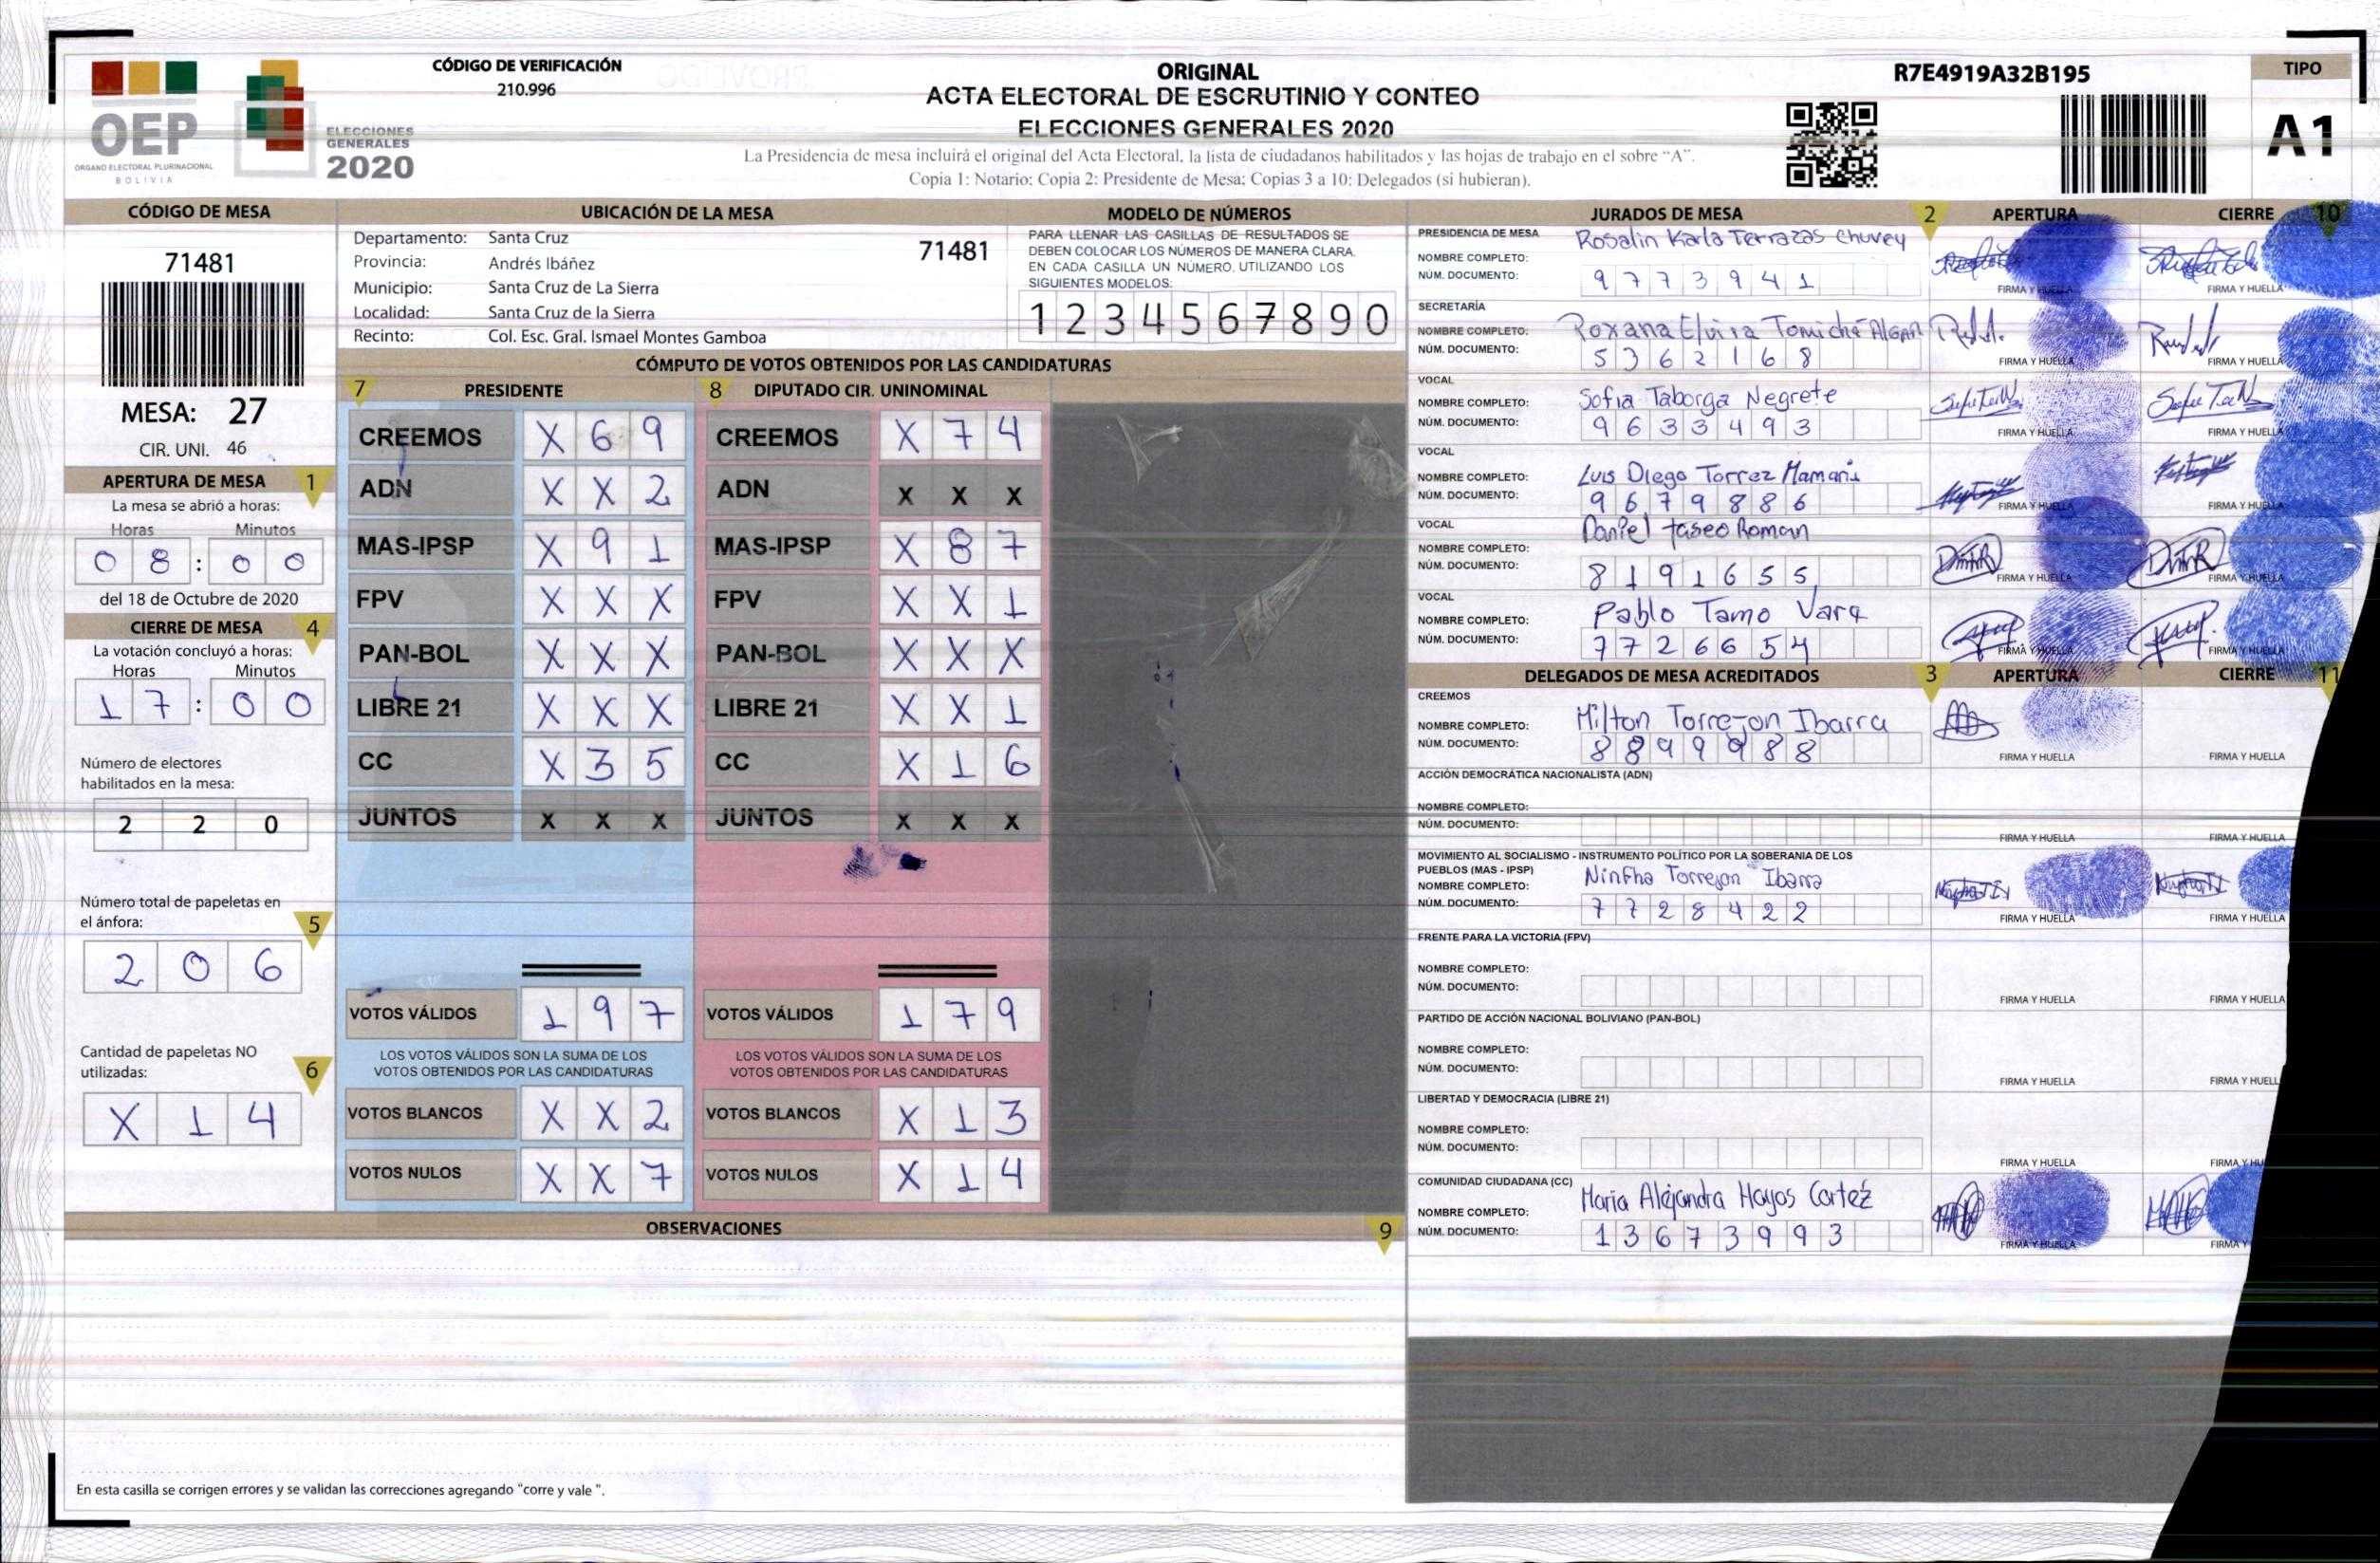 CÓDIGO DE VERIFICACIÓN
210.996
OEP
ÓRGANO ELECTORAL PLURINACIONAL
BOLIVIA
ELECCIONES
GENERALES
2020
ORIGINAL
ACTA ELECTORAL DE ESCRUTINIO Y CONTEO
ELECCIONES GENERALES 2020
La Presidencia de mesa incluirá el original del Acta Electoral, la lista de ciudadanos habilitados y las hojas de trabajo en el sobre "A".
Copia 1: Notario; Copia 2: Presidente de Mesa; Copias 3 a 10: Delegados (si hubieran).
R7E4919A32B195
TIPO
A1
CÓDIGO DE MESA
71481
MESA: 27
CIR. UNI. 46
APERTURA DE MESA 1
La mesa se abrió a horas:
Horas Minutos
0 8 : 0 0
del 18 de Octubre de 2020
CIERRE DE MESA 4
La votación concluyó a horas:
Horas Minutos
1 7 : 0 0
Número de electores
habilitados en la mesa:
2 2 0
Número total de papeletas en
el ánfora: 5
2 0 6
Cantidad de papeletas NO
utilizadas: 6
X 1 4
UBICACIÓN DE LA MESA
Departamento: Santa Cruz
71481
Provincia: Andrés Ibáñez
Municipio: Santa Cruz de La Sierra
Localidad: Santa Cruz de la Sierra
Recinto: Col. Esc. Gral. Ismael Montes Gamboa
MODELO DE NÚMEROS
PARA LLENAR LAS CASILLAS DE RESULTADOS SE
DEBEN COLOCAR LOS NÚMEROS DE MANERA CLARA.
EN CADA CASILLA UN NÚMERO, UTILIZANDO LOS
SIGUIENTES MODELOS:
1 2 3 4 5 6 7 8 9 0
CÓMPUTO DE VOTOS OBTENIDOS POR LAS CANDIDATURAS
7 PRESIDENTE 8 DIPUTADO CIR. UNINOMINAL
CREEMOS X 6 9 CREEMOS X 7 4
ADN X X 2 ADN X X X
MAS-IPSP X 9 1 MAS-IPSP X 8 7
FPV X X X FPV X X 1
PAN-BOL X X X PAN-BOL X X X
LIBRE 21 X X X LIBRE 21 X X 1
CC X 3 5 CC X 1 6
JUNTOS X X X JUNTOS X X X
VOTOS VÁLIDOS 1 9 7 VOTOS VÁLIDOS 1 7 9
LOS VOTOS VÁLIDOS SON LA SUMA DE LOS LOS VOTOS VÁLIDOS SON LA SUMA DE LOS
VOTOS OBTENIDOS POR LAS CANDIDATURAS VOTOS OBTENIDOS POR LAS CANDIDATURAS
VOTOS BLANCOS X X 2 VOTOS BLANCOS X 1 3
VOTOS NULOS X X 7 VOTOS NULOS X 1 4
OBSERVACIONES 9
En esta casilla se corrigen errores y se validan las correcciones agregando "corre y vale ".
JURADOS DE MESA 2 APERTURA CIERRE 10
PRESIDENCIA DE MESA
NOMBRE COMPLETO: Rosalin Karla Terrazas Chuvey
NÚM. DOCUMENTO: 9 7 7 3 9 4 1
FIRMA Y HUELLA FIRMA Y HUELLA
SECRETARÍA
NOMBRE COMPLETO: Roxana Elvira Tomiché
NÚM. DOCUMENTO: 5 3 6 2 1 6 8
FIRMA Y HUELLA FIRMA Y HUELLA
VOCAL
NOMBRE COMPLETO: Sofia Taborga Negrete
NÚM. DOCUMENTO: 9 6 3 3 4 9 3
FIRMA Y HUELLA FIRMA Y HUELLA
VOCAL
NOMBRE COMPLETO: Luis Diego Torrez Mamani
NÚM. DOCUMENTO: 9 6 7 9 8 8 6
FIRMA Y HUELLA FIRMA Y HUELLA
VOCAL
NOMBRE COMPLETO: Daniel Taseo Roman
NÚM. DOCUMENTO: 8 1 9 1 6 5 5
FIRMA Y HUELLA FIRMA Y HUELLA
VOCAL
NOMBRE COMPLETO: Pablo Tamo Vara
NÚM. DOCUMENTO: 7 7 2 6 6 5 4
FIRMA Y HUELLA FIRMA Y HUELLA
DELEGADOS DE MESA ACREDITADOS 3 APERTURA CIERRE 11
CREEMOS
NOMBRE COMPLETO: Milton Torrejon Ibarra
NÚM. DOCUMENTO: 8 8 9 9 9 8 8
FIRMA Y HUELLA FIRMA Y HUELLA
ACCIÓN DEMOCRÁTICA NACIONALISTA (ADN)
NOMBRE COMPLETO:
NÚM. DOCUMENTO:
FIRMA Y HUELLA FIRMA Y HUELLA
MOVIMIENTO AL SOCIALISMO - INSTRUMENTO POLÍTICO POR LA SOBERANIA DE LOS
PUEBLOS (MAS - IPSP)
NOMBRE COMPLETO: Ninfha Torrejon Ibarra
NÚM. DOCUMENTO: 7 7 2 8 4 2 2
FIRMA Y HUELLA FIRMA Y HUELLA
FRENTE PARA LA VICTORIA (FPV)
NOMBRE COMPLETO:
NÚM. DOCUMENTO:
FIRMA Y HUELLA FIRMA Y HUELLA
PARTIDO DE ACCIÓN NACIONAL BOLIVIANO (PAN-BOL)
NOMBRE COMPLETO:
NÚM. DOCUMENTO:
FIRMA Y HUELLA FIRMA Y HUELL
LIBERTAD Y DEMOCRACIA (LIBRE 21)
NOMBRE COMPLETO:
NÚM. DOCUMENTO:
FIRMA Y HUELLA FIRMA Y HU
COMUNIDAD CIUDADANA (CC)
NOMBRE COMPLETO: Maria Alejandra Hoyos Cortez
NÚM. DOCUMENTO: 1 3 6 7 3 9 9 3
FIRMA Y HUELLA FIRMA Y